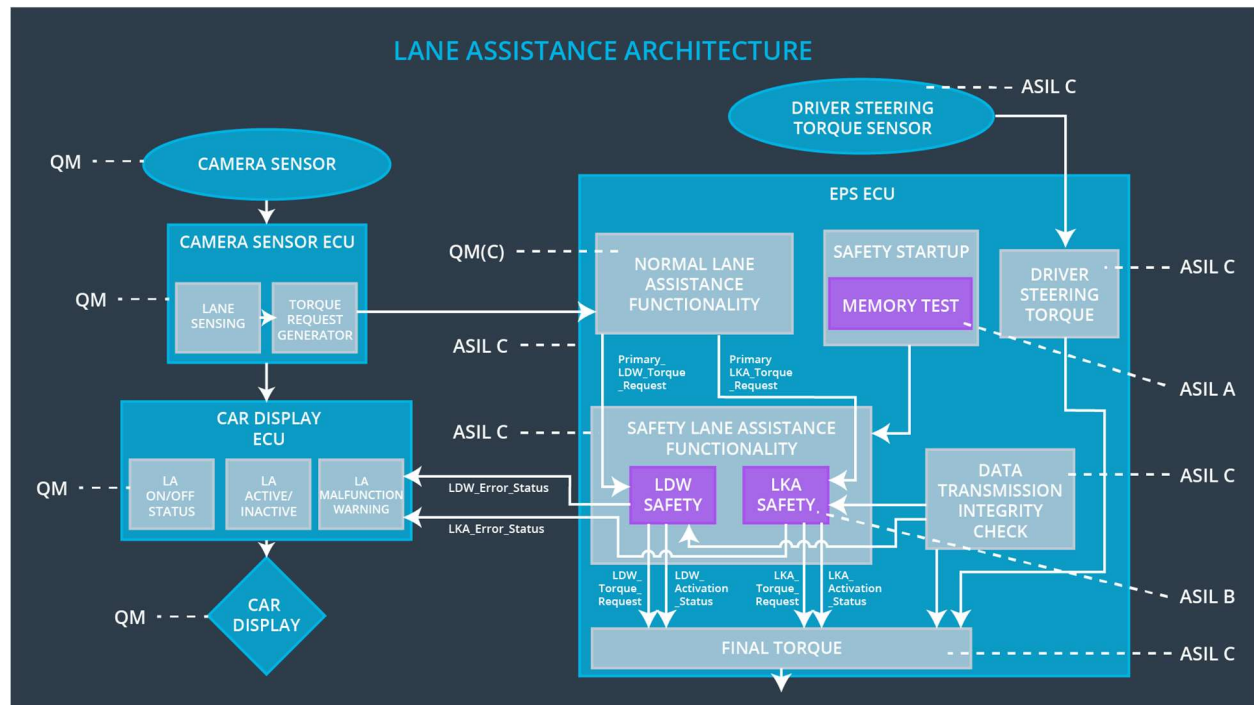 LANE ASSISTANCE ARCHITECTURE
ASIL C
DRIVER STEERING
TORQUE SENSOR
QM
CAMERA SENSOR
EPS ECU
CAMERA SENSOR ECU
QM
LANE
SENSING
TORQUE
REQUEST
GENERATOR
QM(C)
NORMAL LANE
ASSISTANCE
FUNCTIONALITY
SAFETY STARTUP
MEMORY TEST
DRIVER
STEERING
TORQUE
ASIL C
ASIL C
Primary_
LDW_Torque
_Request
Primary
LKA_Torque
_Request
ASIL A
CAR DISPLAY
ECU
ASIL C
SAFETY LANE ASSISTANCE
FUNCTIONALITY
QM
LA
ON/OFF
STATUS
LA
ACTIVE/
INACTIVE
LA
MALFUNCTION
WARNING
LDW_Error_Status
LKA_Error_Status
LDW
SAFETY
LKA
SAFETY
DATA
TRANSMISSION
INTEGRITY
CHECK
ASIL C
LDW_
Torque_
Request
LDW_
Activation
_Status
LKA_
Torque_
Request
LKA_
Activation
_Status
ASIL B
QM
CAR
DISPLAY
FINAL TORQUE
ASIL C